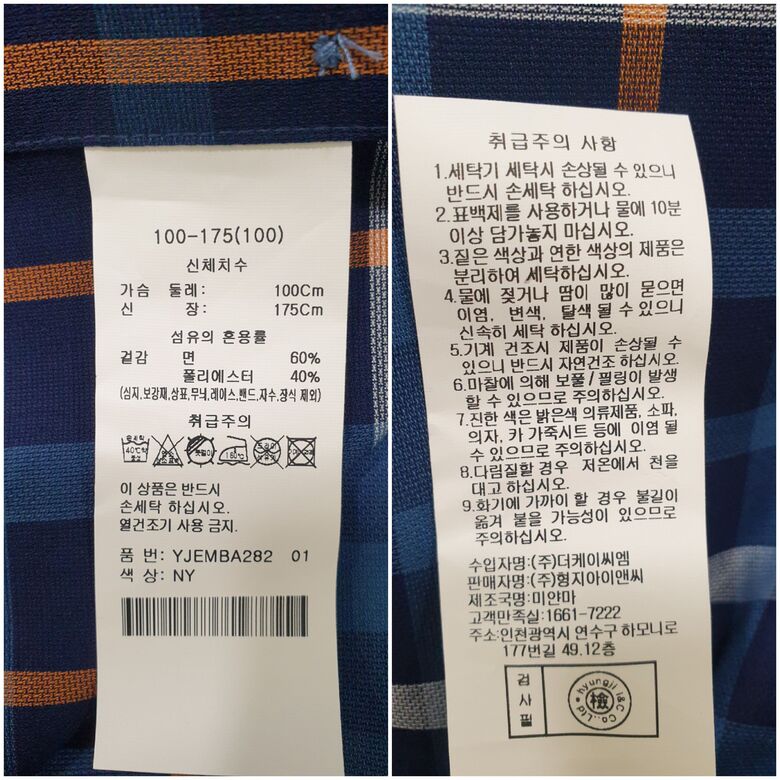 100-175(100)
신체치수
가슴 둘레: 100Cm
신 장: 175Cm
섬유의 혼용률
겉감 면 60%
폴리에스터 40%
(심지,보강재,상표,무늬,레이스,밴드,자수,장식 제외)
취급주의
40℃
160℃
이 상품은 반드시
손세탁 하십시오.
열건조기 사용 금지.
품 번: YJEMBA282 01
색 상: NY
취급주의 사항
1.세탁기 세탁시 손상될 수 있으니
반드시 손세탁 하십시오.
2.표백제를 사용하거나 물에 10분
이상 담가놓지 마십시오.
3.짙은 색상과 연한 색상의 제품은
분리하여 세탁하십시오.
4.물에 젖거나 땀이 많이 묻으면
이염, 변색, 탈색 될 수 있으니
신속히 세탁 하십시오.
5.기계 건조시 제품이 손상될 수
있으니 반드시 자연건조 하십시오.
6.마찰에 의해 보풀/필링이 발생
할 수 있으므로 주의하십시오.
7.진한 색은 밝은색 의류제품, 소파,
의자, 카 가죽시트 등에 이염 될
수 있으므로 주의하십시오.
8.다림질할 경우 저온에서 천을
대고 하십시오.
9.화기에 가까이 할 경우 불길이
옮겨 붙을 가능성이 있으므로
주의하십시오.
수입자명:(주)더케이씨엠
판매자명:(주)형지아이앤씨
제조국명:미얀마
고객만족실:1661-7222
주소:인천광역시 연수구 하모니로
177번길 49.12층
검사필
hyungji I&C Co.,Ltd
檢